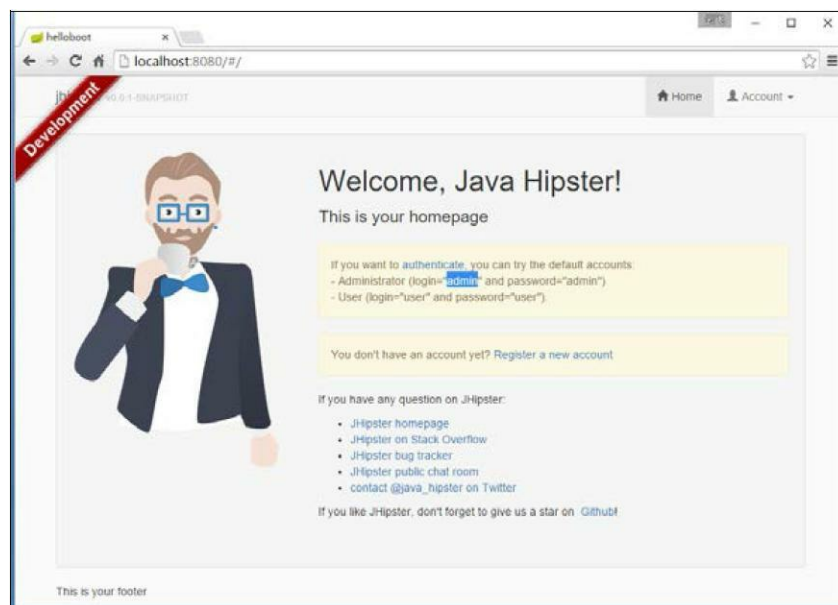 helloboot
localhost:8080/#/
Development
v0.0.1-SNAPSHOT
Home
Account
Welcome, Java Hipster!
This is your homepage
If you want to authenticate, you can try the default accounts:
- Administrator (login="admin" and password="admin")
- User (login="user" and password="user").
You don't have an account yet? Register a new account
If you have any question on JHipster:
• JHipster homepage
• JHipster on Stack Overflow
• JHipster bug tracker
• JHipster public chat room
• contact @java_hipster on Twitter
If you like JHipster, don't forget to give us a star on Github!
This is your footer